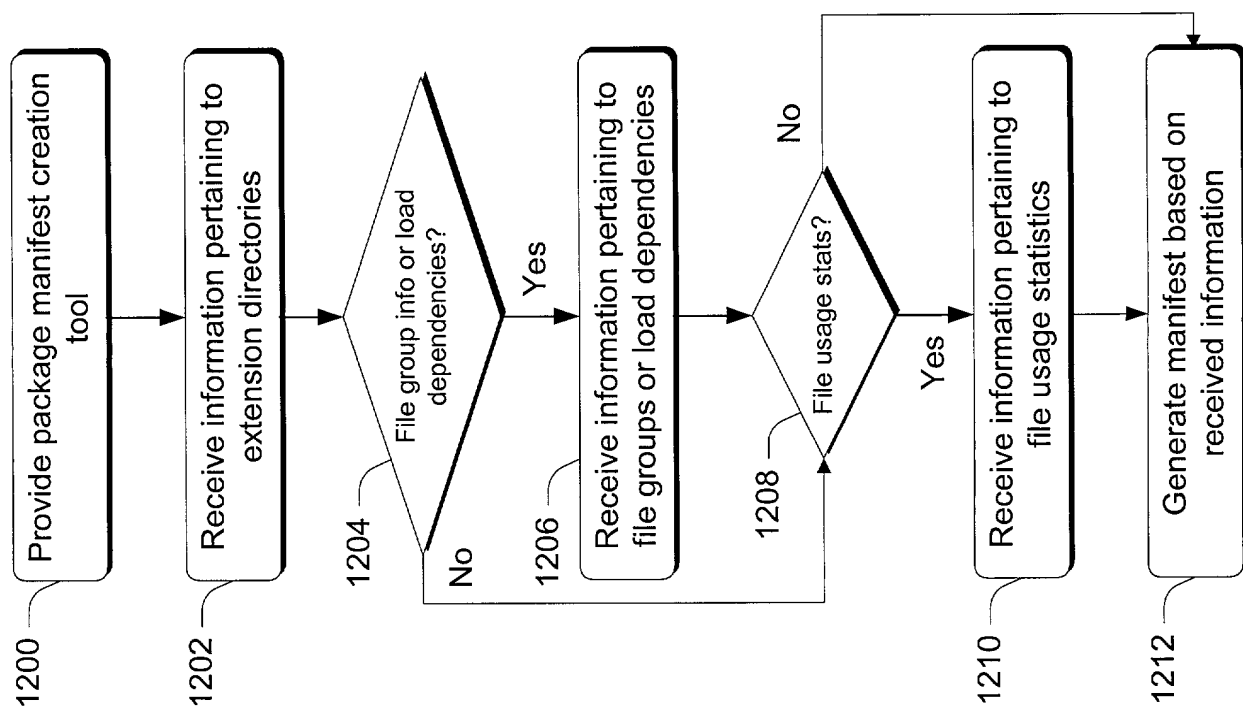 1200
Provide package manifest creation
tool
1202
Receive information pertaining to
extension directories
1204
File group info or load
dependencies?
No
Yes
1206
Receive information pertaining to
file groups or load dependencies
1208
File usage stats?
No
Yes
1210
Receive information pertaining to
file usage statistics
1212
Generate manifest based on
received information